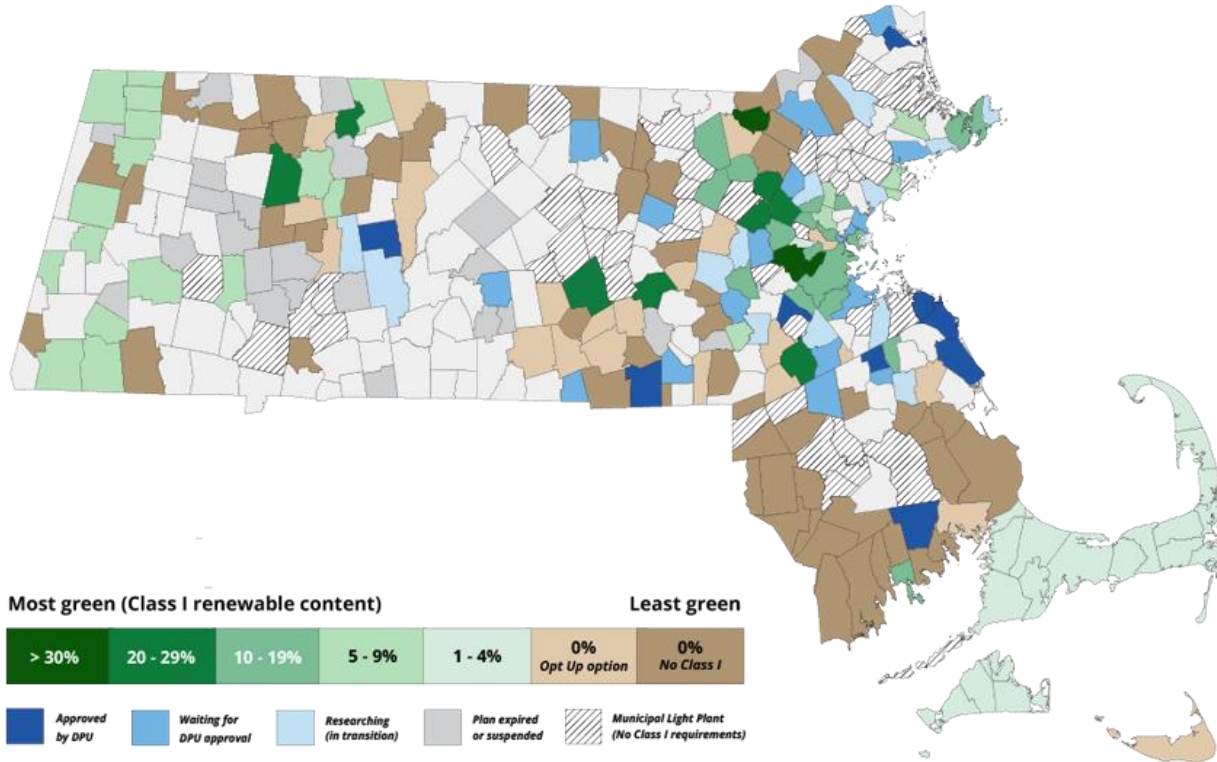 Most green (Class I renewable content)
Least green
> 30%
20 - 29%
10 - 19%
5 - 9%
1 - 4%
0%
Opt Up option
0%
No Class I
Approved
by DPU
Waiting for
DPU approval
Researching
(in transition)
Plan expired
or suspended
Municipal Light Plant
(No Class I requirements)